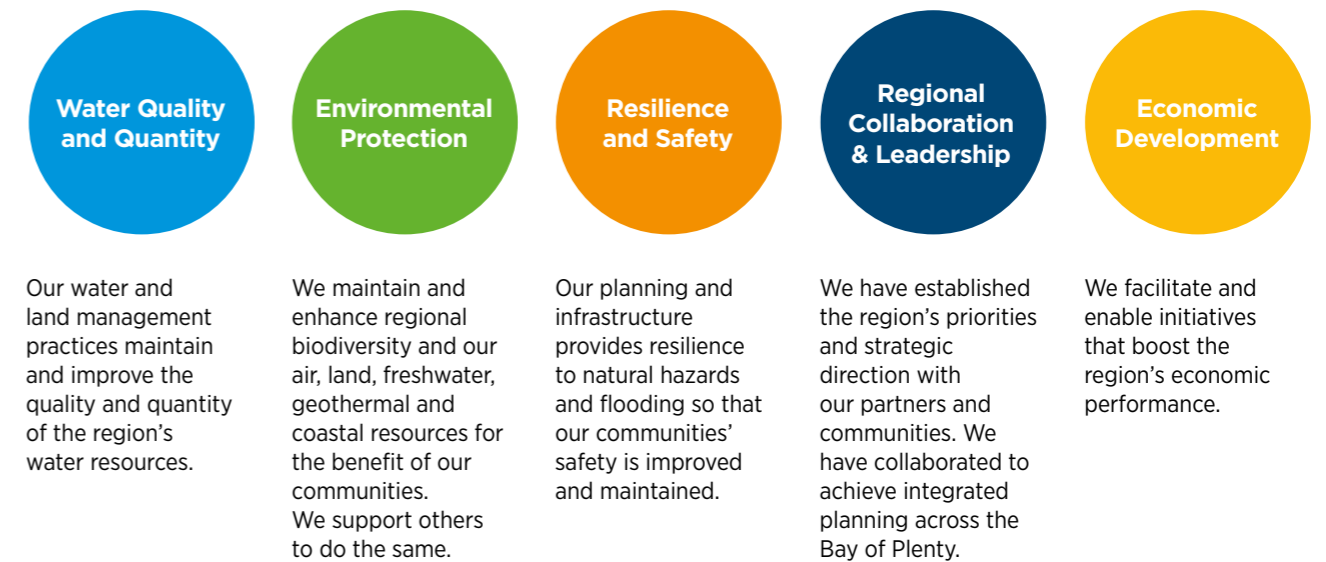 Water Quality
and Quantity
Environmental
Protection
Resilience
and Safety
Regional
Collaboration
& Leadership
Economic
Development
Our water and
land management
practices maintain
and improve the
quality and quantity
of the region’s
water resources.
We maintain and
enhance regional
biodiversity and our
air, land, freshwater,
geothermal and
coastal resources for
the benefit of our
communities.
We support others
to do the same.
Our planning and
infrastructure
provides resilience
to natural hazards
and flooding so that
our communities’
safety is improved
and maintained.
We have established
the region’s priorities
and strategic
direction with
our partners and
communities. We
have collaborated to
achieve integrated
planning across the
Bay of Plenty.
We facilitate and
enable initiatives
that boost the
region’s economic
performance.